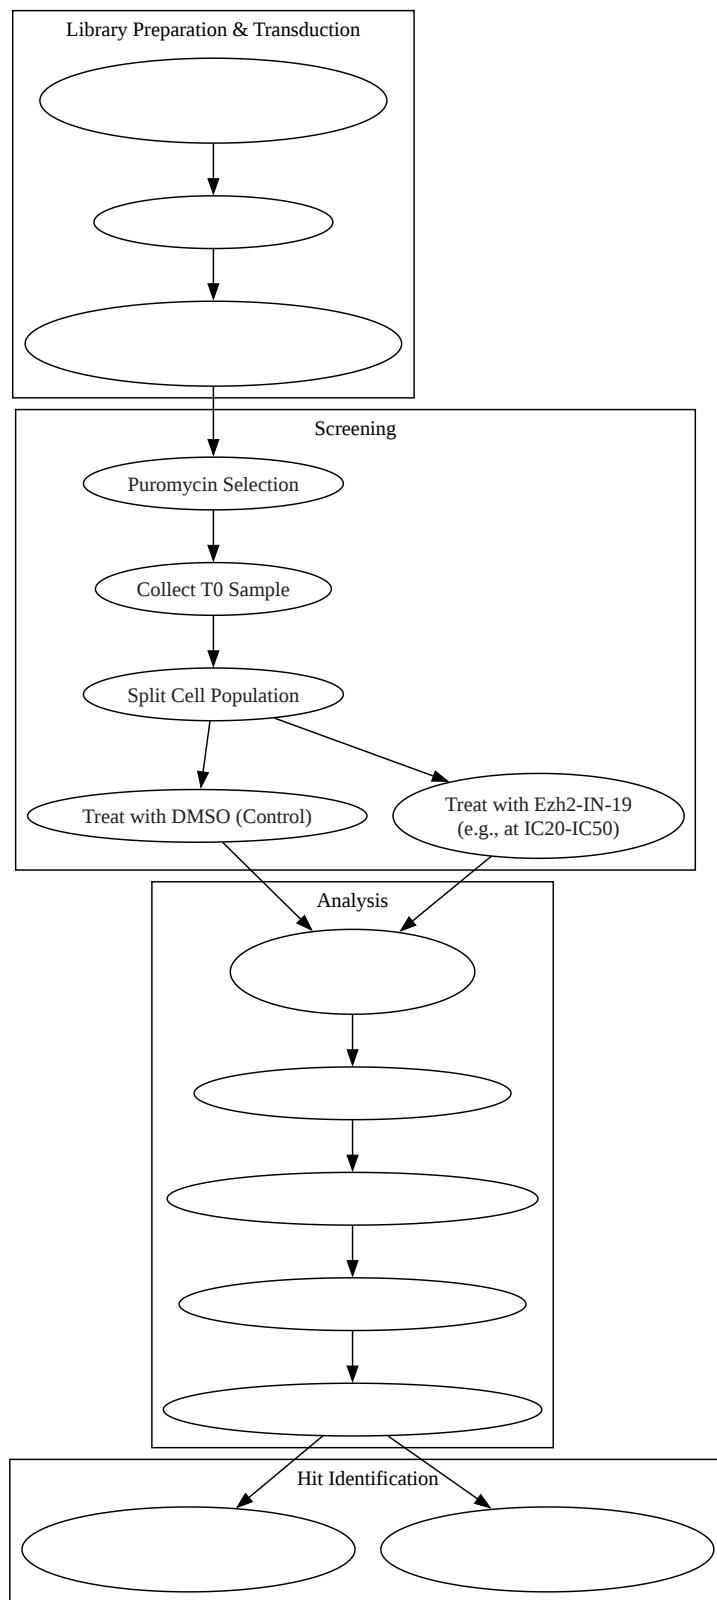 Library Preparation & Transduction
Screening
Puromycin Selection
Collect T0 Sample
Split Cell Population
Treat with DMSO (Control)
Treat with Ezh2-IN-19
(e.g., at IC20-IC50)
Analysis
Hit Identification